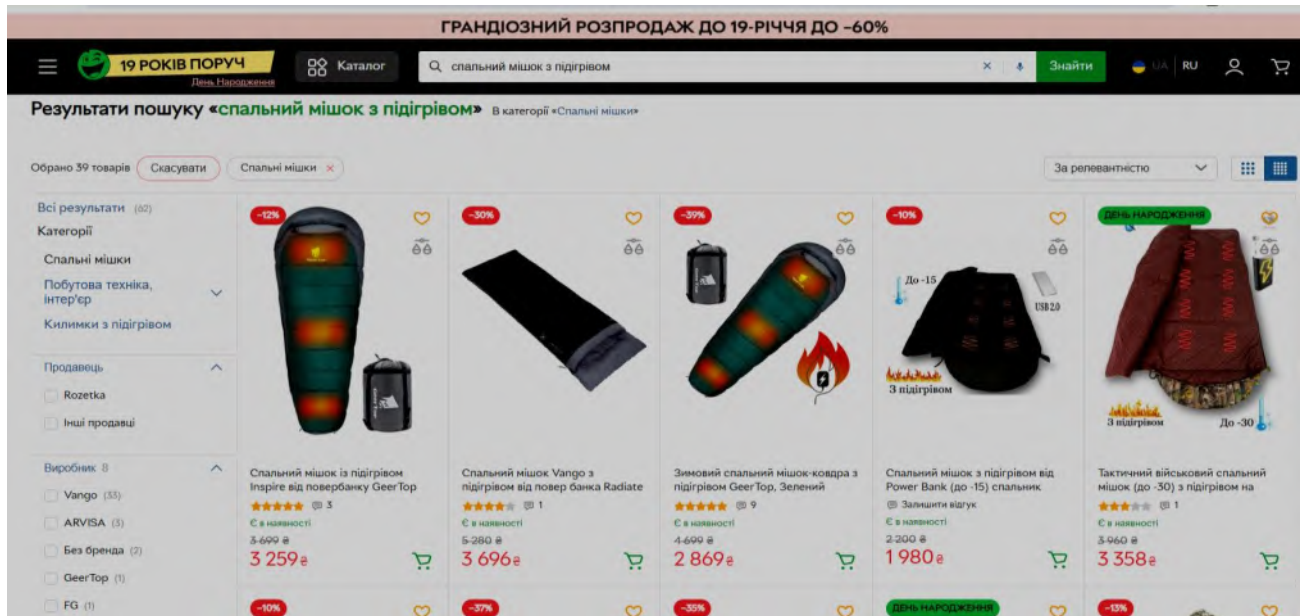 ГРАНДІОЗНИЙ РОЗПРОДАЖ ДО 19-РІЧЧЯ ДО −60%
19 РОКІВ ПОРУЧ
День Народження
Каталог
спальний мішок з підігрівом
Знайти
UA
RU
Результати пошуку «спальний мішок з підігрівом» В категорії «Спальні мішки»
Обрано 39 товарів
Скасувати
Спальні мішки
За релевантністю
Всі результати (62)
Категорії
Спальні мішки
Побутова техніка,
інтер'єр
Килимки з підігрівом
Продавець
Rozetka
Інші продавці
Виробник 8
Vango (33)
ARVISA (3)
Без бренда (2)
GeerTop (1)
FG (1)
−12%
Спальний мішок із підігрівом
Inspire від повербанку GeerTop
3
Є в наявності
3 699 ₴
3 259 ₴
−30%
Спальний мішок Vango з
підігрівом від повер банка Radiate
1
Є в наявності
5 280 ₴
3 696 ₴
−39%
Зимовий спальний мішок-ковдра з
підігрівом GeerTop, Зелений
9
Є в наявності
4 699 ₴
2 869 ₴
−10%
До -15
USB 2.0
З підігрівом
Спальний мішок з підігрівом від
Power Bank (до -15) спальник
Залишити відгук
Є в наявності
2 200 ₴
1 980 ₴
ДЕНЬ НАРОДЖЕННЯ
З підігрівом
До -30
Тактичний військовий спальний
мішок (до -30) з підігрівом на
1
Є в наявності
3 960 ₴
3 358 ₴
−10%
−37%
−35%
ДЕНЬ НАРОДЖЕННЯ
−13%